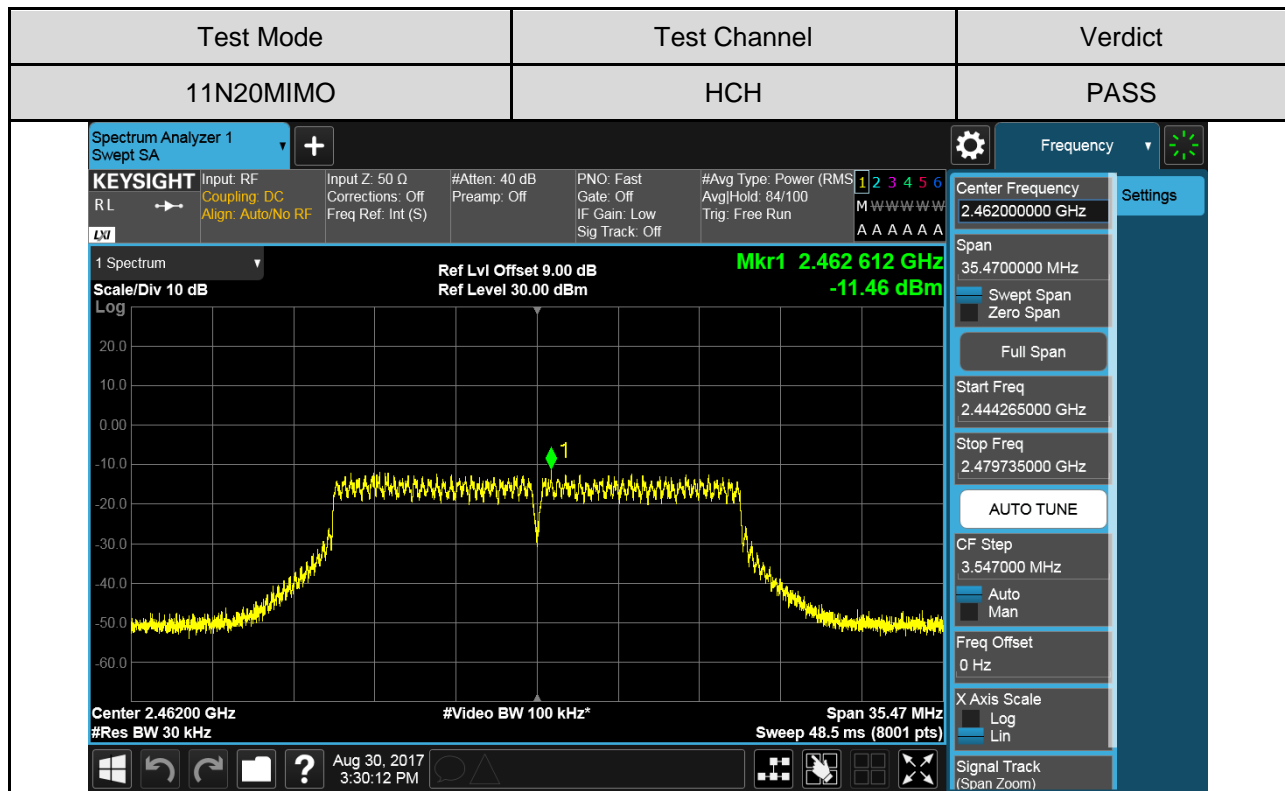 Test Mode Test Channel Verdict
11N20MIMO HCH PASS
Spectrum Analyzer 1
Swept SA
+
Frequency
KEYSIGHT
R L
LXI
Input: RF
Coupling: DC
Align: Auto/No RF
Input Z: 50 Ω
Corrections: Off
Freq Ref: Int (S)
#Atten: 40 dB
Preamp: Off
PNO: Fast
Gate: Off
IF Gain: Low
Sig Track: Off
#Avg Type: Power (RMS
Avg|Hold: 84/100
Trig: Free Run
1 2 3 4 5 6
M W W W W W
A A A A A A
1 Spectrum
Scale/Div 10 dB
Log
Ref Lvl Offset 9.00 dB
Ref Level 30.00 dBm
Mkr1 2.462 612 GHz
-11.46 dBm
20.0
10.0
0.00
-10.0
-20.0
-30.0
-40.0
-50.0
-60.0
1
Center 2.46200 GHz
#Res BW 30 kHz
#Video BW 100 kHz*
Span 35.47 MHz
Sweep 48.5 ms (8001 pts)
?
Aug 30, 2017
3:30:12 PM
Center Frequency
2.462000000 GHz
Settings
Span
35.4700000 MHz
Swept Span
Zero Span
Full Span
Start Freq
2.444265000 GHz
Stop Freq
2.479735000 GHz
AUTO TUNE
CF Step
3.547000 MHz
Auto
Man
Freq Offset
0 Hz
X Axis Scale
Log
Lin
Signal Track
(Span Zoom)